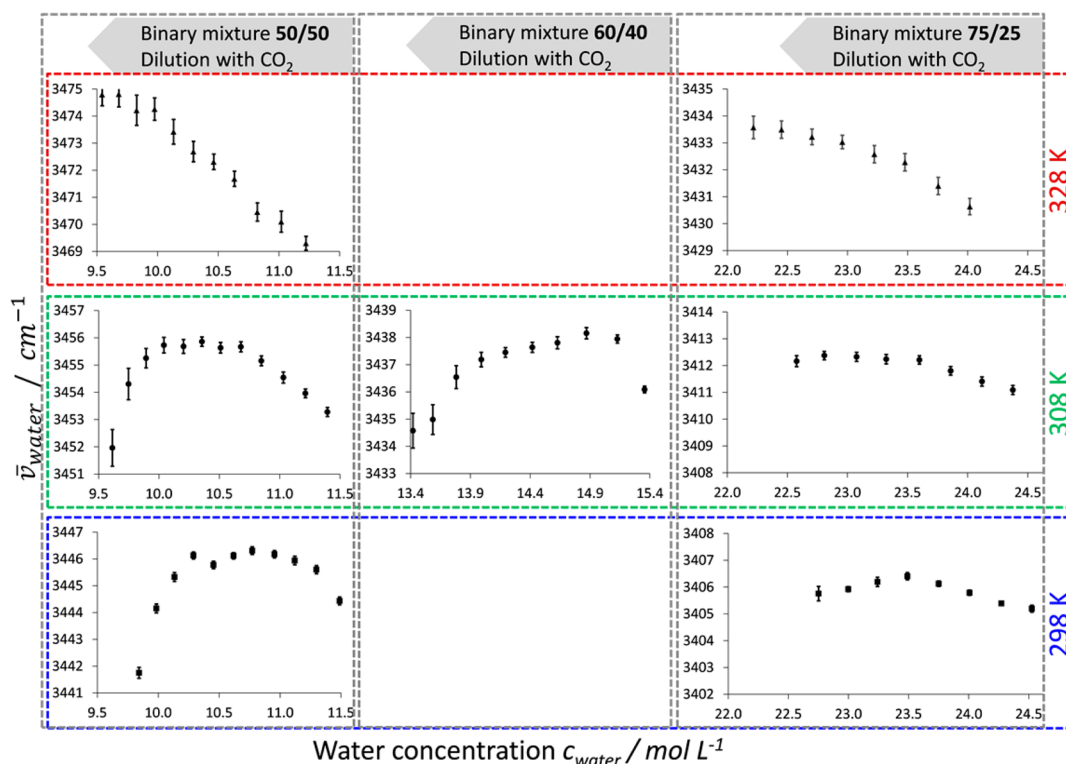 Binary mixture 50/50
Dilution with CO₂
Binary mixture 60/40
Dilution with CO₂
Binary mixture 75/25
Dilution with CO₂
3475
3474
3473
3472
3471
3470
3469
9.5 10.0 10.5 11.0 11.5
3435
3434
3433
3432
3431
3430
3429
22.0 22.5 23.0 23.5 24.0 24.5
328 K
ν̄water / cm⁻¹
3457
3456
3455
3454
3453
3452
3451
9.5 10.0 10.5 11.0 11.5
3439
3438
3437
3436
3435
3434
3433
13.4 13.9 14.4 14.9 15.4
3414
3413
3412
3411
3410
3409
3408
22.0 22.5 23.0 23.5 24.0 24.5
308 K
3447
3446
3445
3444
3443
3442
3441
9.5 10.0 10.5 11.0 11.5
3408
3407
3406
3405
3404
3403
3402
22.0 22.5 23.0 23.5 24.0 24.5
298 K
Water concentration cwater / mol L⁻¹